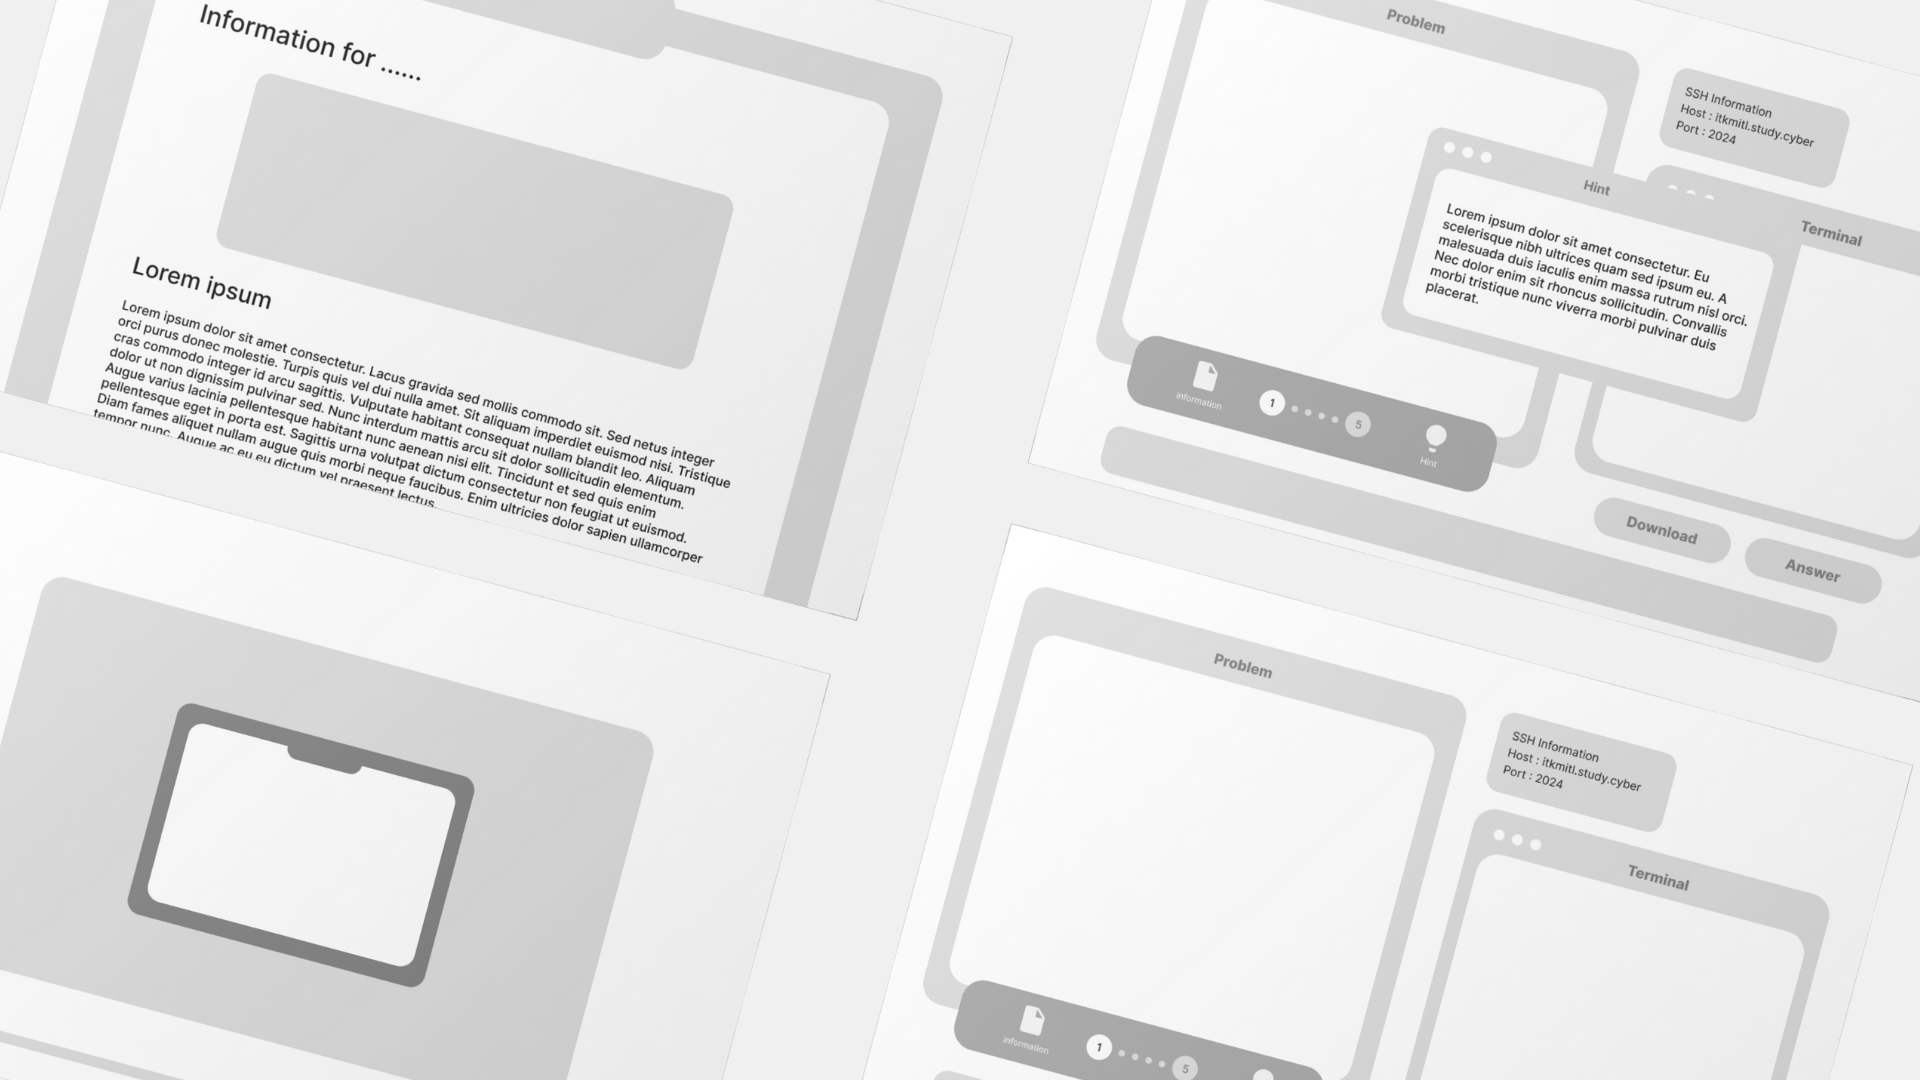 Information for ......
Lorem ipsum
Lorem ipsum dolor sit amet consectetur. Lacus gravida sed mollis commodo sit. Sed netus integer
orci purus donec molestie. Turpis quis vel dui nulla amet. Sit aliquam imperdiet euismod nisi. Tristique
cras commodo integer id arcu sagittis. Vulputate habitant consequat nullam blandit leo. Aliquam
dolor ut non dignissim pulvinar sed. Nunc interdum mattis arcu sit dolor sollicitudin elementum.
Augue varius lacinia pellentesque habitant nunc aenean nisi elit. Tincidunt et sed quis enim
pellentesque eget in porta est. Sagittis urna volutpat dictum consectetur non feugiat ut euismod.
Diam fames aliquet nullam augue quis morbi neque faucibus. Enim ultricies dolor sapien ullamcorper
tempor nunc. Augue ac eu eu dictum vel praesent lectus.
Problem
SSH Information
Host : itkmitl.study.cyber
Port : 2024
Hint
Lorem ipsum dolor sit amet consectetur. Eu
scelerisque nibh ultrices quam sed ipsum eu. A
malesuada duis iaculis enim massa rutrum nisl orci.
Nec dolor enim sit rhoncus sollicitudin. Convallis
morbi tristique nunc viverra morbi pulvinar duis
placerat.
Terminal
information
1
5
Hint
Download
Answer
Problem
SSH Information
Host : itkmitl.study.cyber
Port : 2024
Terminal
information
1
5